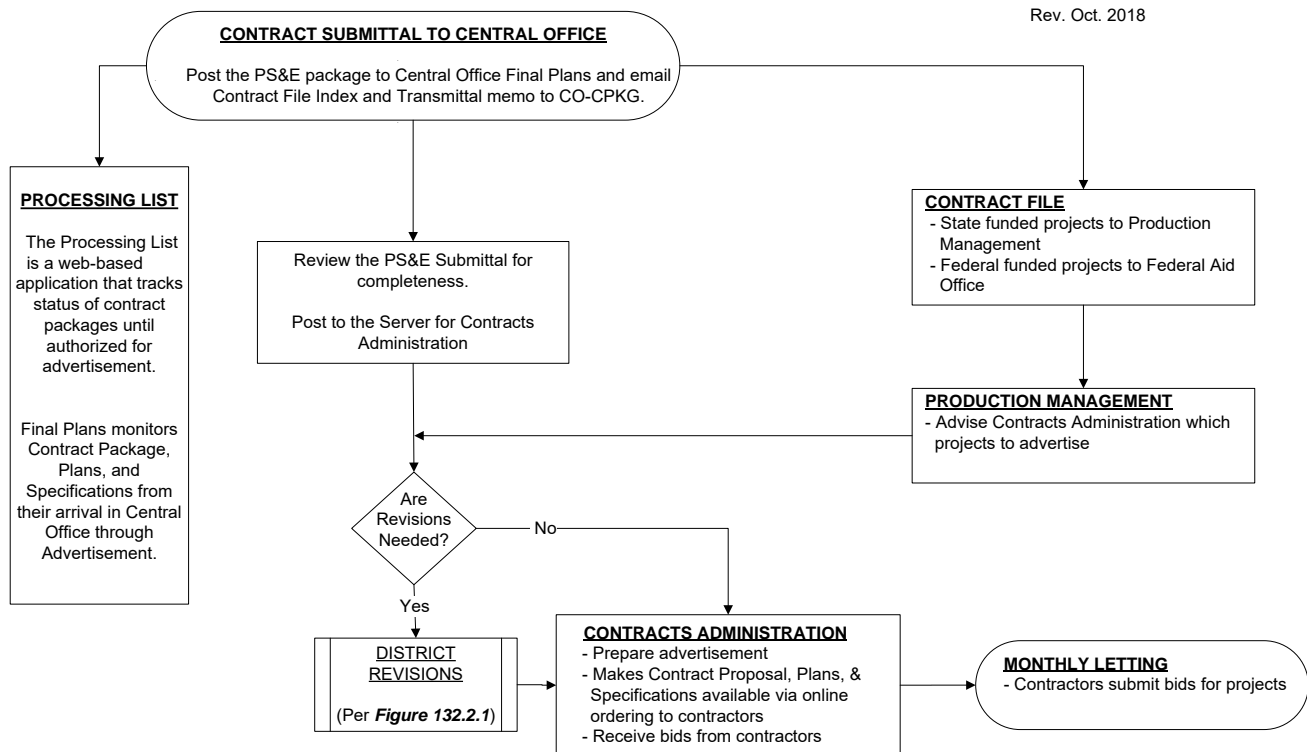 Rev. Oct. 2018
CONTRACT SUBMITTAL TO CENTRAL OFFICE
Post the PS&E package to Central Office Final Plans and email
Contract File Index and Transmittal memo to CO-CPKG.
PROCESSING LIST
The Processing List
is a web-based
application that tracks
status of contract
packages until
authorized for
advertisement.
Final Plans monitors
Contract Package,
Plans, and
Specifications from
their arrival in Central
Office through
Advertisement.
Review the PS&E Submittal for
completeness.
Post to the Server for Contracts
Administration
CONTRACT FILE
- State funded projects to Production
Management
- Federal funded projects to Federal Aid
Office
PRODUCTION MANAGEMENT
- Advise Contracts Administration which
projects to advertise
Are
Revisions
Needed?
No
Yes
DISTRICT
REVISIONS
(Per Figure 132.2.1)
CONTRACTS ADMINISTRATION
- Prepare advertisement
- Makes Contract Proposal, Plans, &
Specifications available via online
ordering to contractors
- Receive bids from contractors
MONTHLY LETTING
- Contractors submit bids for projects